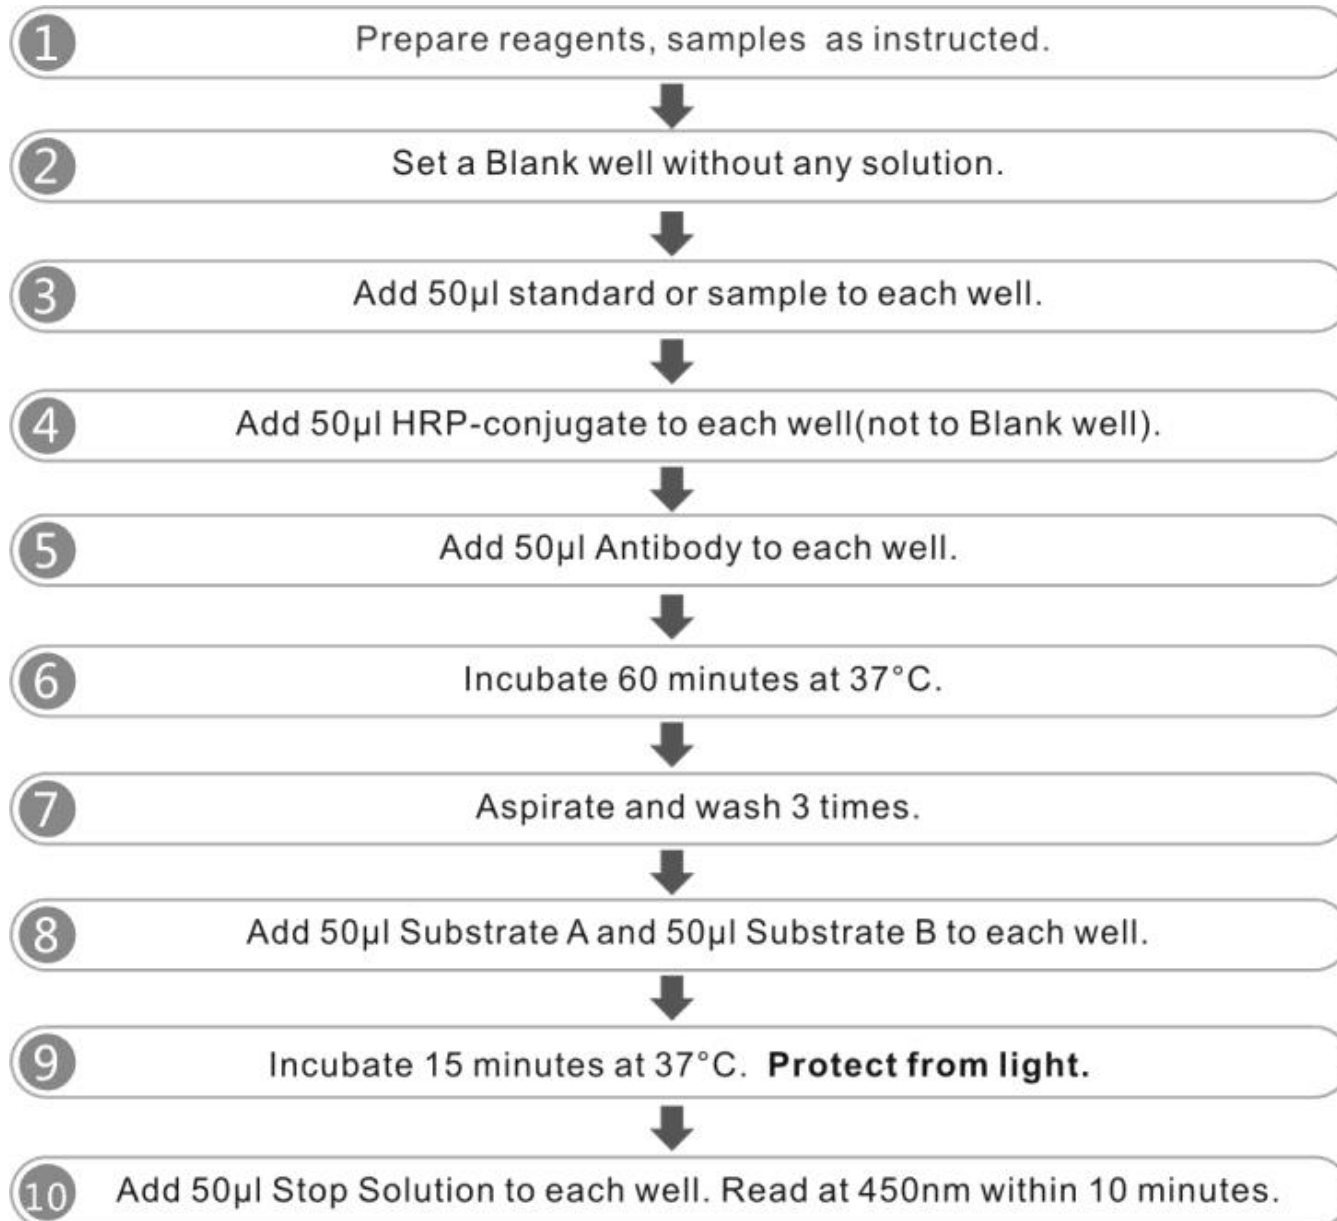 1 Prepare reagents, samples as instructed.
2 Set a Blank well without any solution.
3 Add 50µl standard or sample to each well.
4 Add 50µl HRP-conjugate to each well(not to Blank well).
5 Add 50µl Antibody to each well.
6 Incubate 60 minutes at 37°C.
7 Aspirate and wash 3 times.
8 Add 50µl Substrate A and 50µl Substrate B to each well.
9 Incubate 15 minutes at 37°C. Protect from light.
10 Add 50µl Stop Solution to each well. Read at 450nm within 10 minutes.